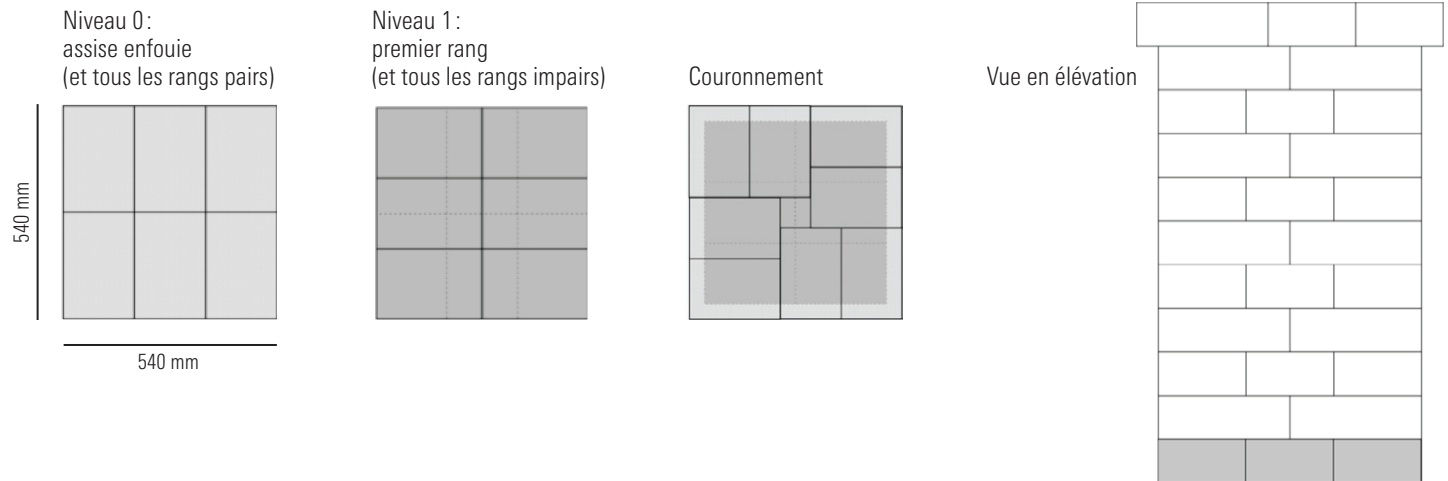 Niveau 0 :
assise enfouie
(et tous les rangs pairs)
540 mm
540 mm
Niveau 1 :
premier rang
(et tous les rangs impairs)
Couronnement
Vue en élévation